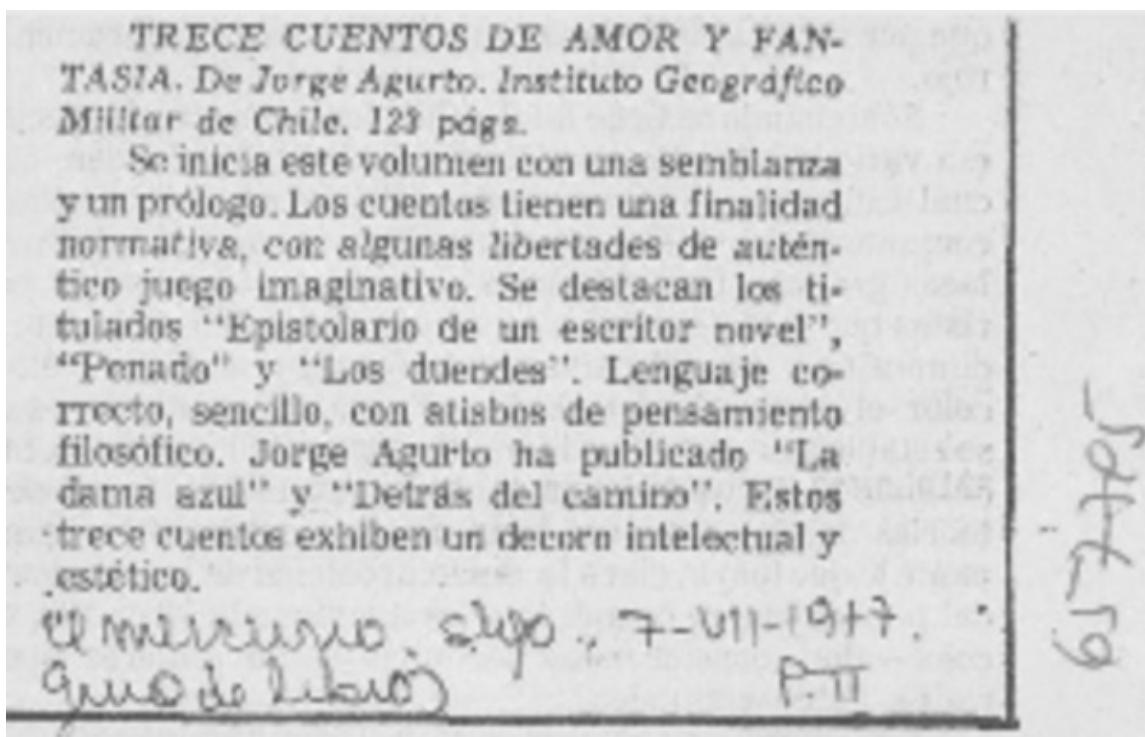 TRECE CUENTOS DE AMOR Y FAN-
TASIA. De Jorge Agurto. Instituto Geográfico
Militar de Chile. 123 págs.
Se inicia este volumen con una semblanza
y un prólogo. Los cuentos tienen una finalidad
normativa, con algunas libertades de autén-
tico juego imaginativo. Se destacan los ti-
tulados "Epistolario de un escritor novel",
"Penado" y "Los duendes". Lenguaje co-
rrecto, sencillo, con atisbos de pensamiento
filosófico. Jorge Agurto ha publicado "La
dama azul" y "Detrás del camino". Estos
trece cuentos exhiben un decoro intelectual y
estético.
El mercurio, Stgo., 7-VII-1977.
Guía de libros) P. III